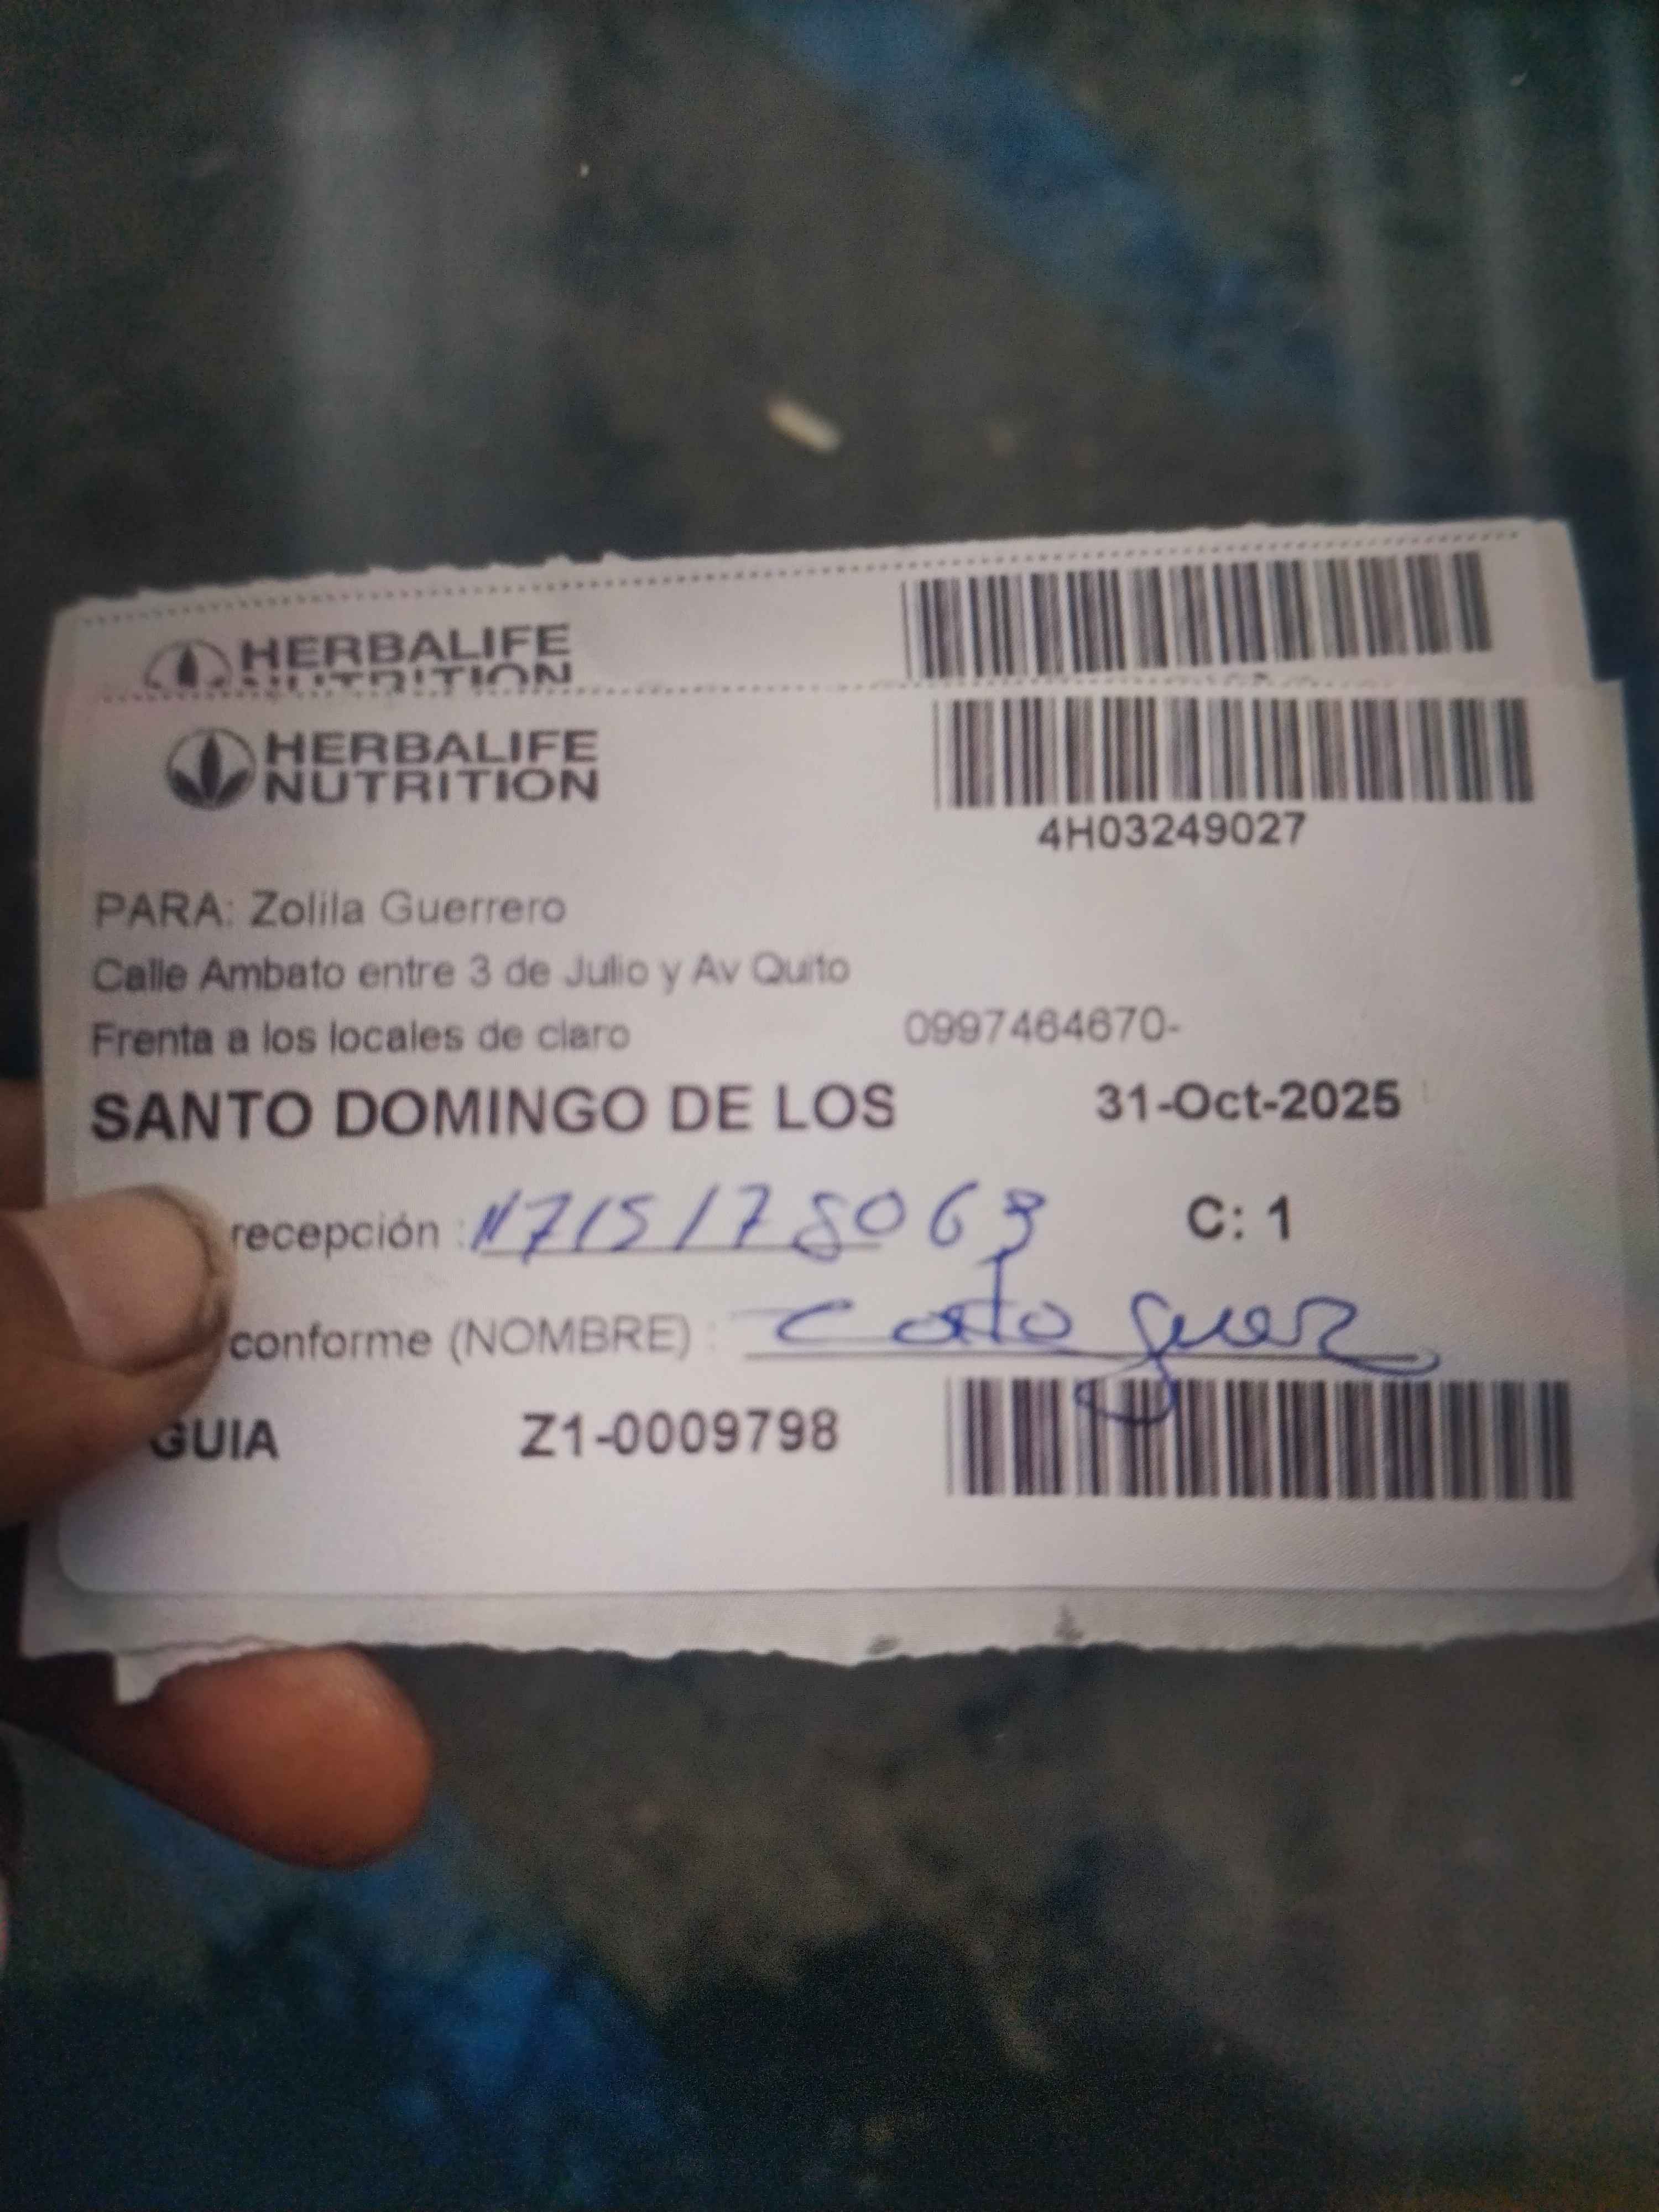 HERBALIFE
NUTRITION
HERBALIFE
NUTRITION
4H03249027
PARA: Zolila Guerrero
Calle Ambato entre 3 de Julio y Av Quito
Frenta a los locales de claro 0997464670-
SANTO DOMINGO DE LOS 31-Oct-2025
recepción : 1715178063 C: 1
conforme (NOMBRE) :
GUIA Z1-0009798